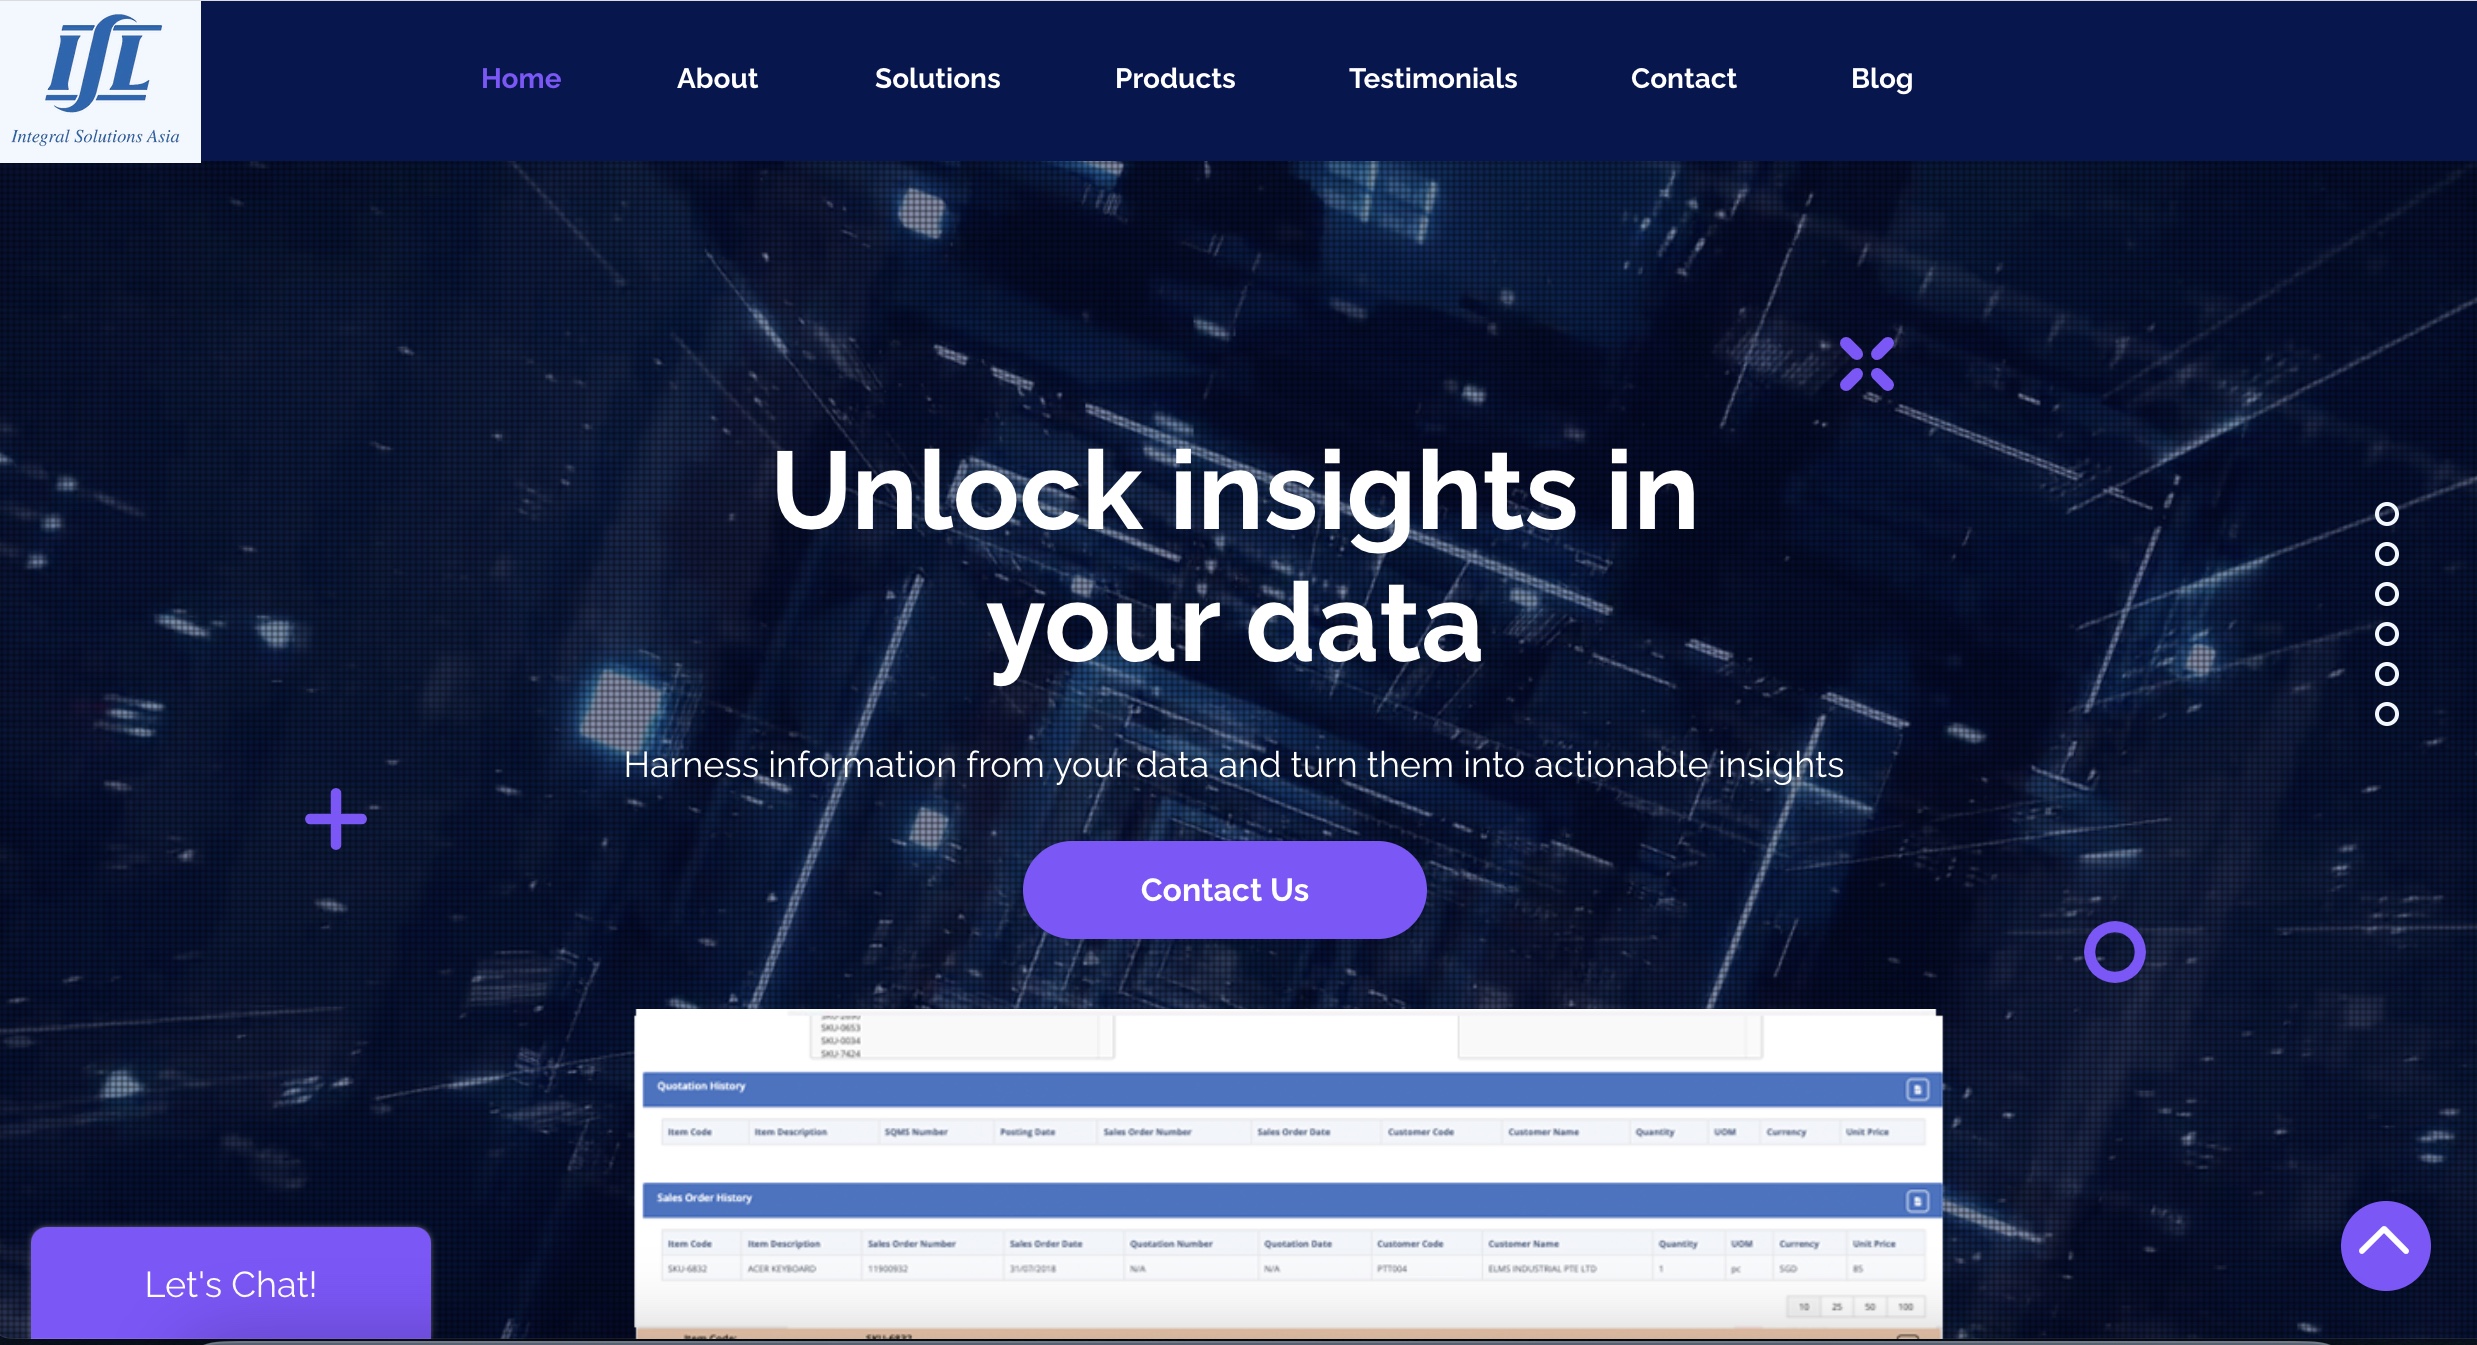 ISL
Integral Solutions Asia
Home About Solutions Products Testimonials Contact Blog
Unlock insights in
your data
Harness information from your data and turn them into actionable insights
Contact Us
SKU-0653
SKU-0034
SKU-7424
Quotation History
Item Code Item Description SQMS Number Posting Date Sales Order Number Sales Order Date Customer Code Customer Name Quantity UOM Currency Unit Price
Sales Order History
Item Code Item Description Sales Order Number Sales Order Date Quotation Number Quotation Date Customer Code Customer Name Quantity UOM Currency Unit Price
SKU-6832 ACER KEYBOARD 11900932 31/07/2018 N/A N/A PTT004 ELMS INDUSTRIAL PTE LTD 1 pc SGD 85
10 25 50 100
Item Code: SKU-6832
Let's Chat!